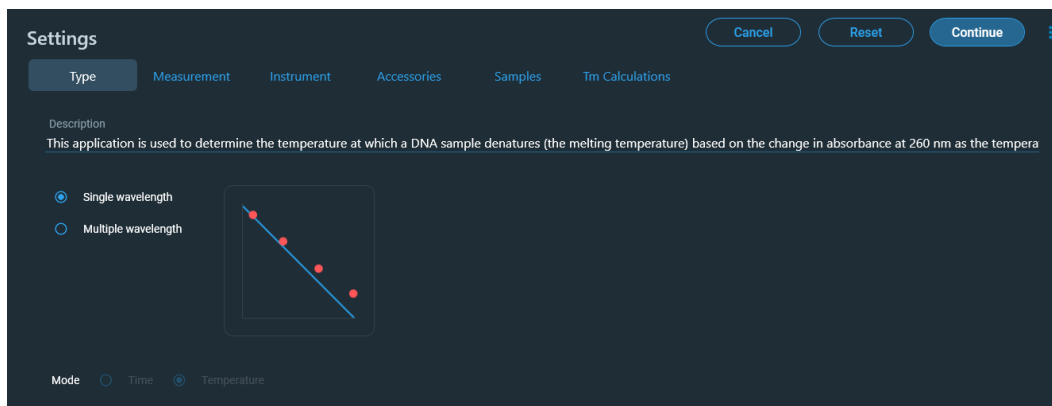 Settings
Cancel Reset Continue
Type Measurement Instrument Accessories Samples Tm Calculations
Description
This application is used to determine the temperature at which a DNA sample denatures (the melting temperature) based on the change in absorbance at 260 nm as the tempera
Single wavelength
Multiple wavelength
Mode Time Temperature